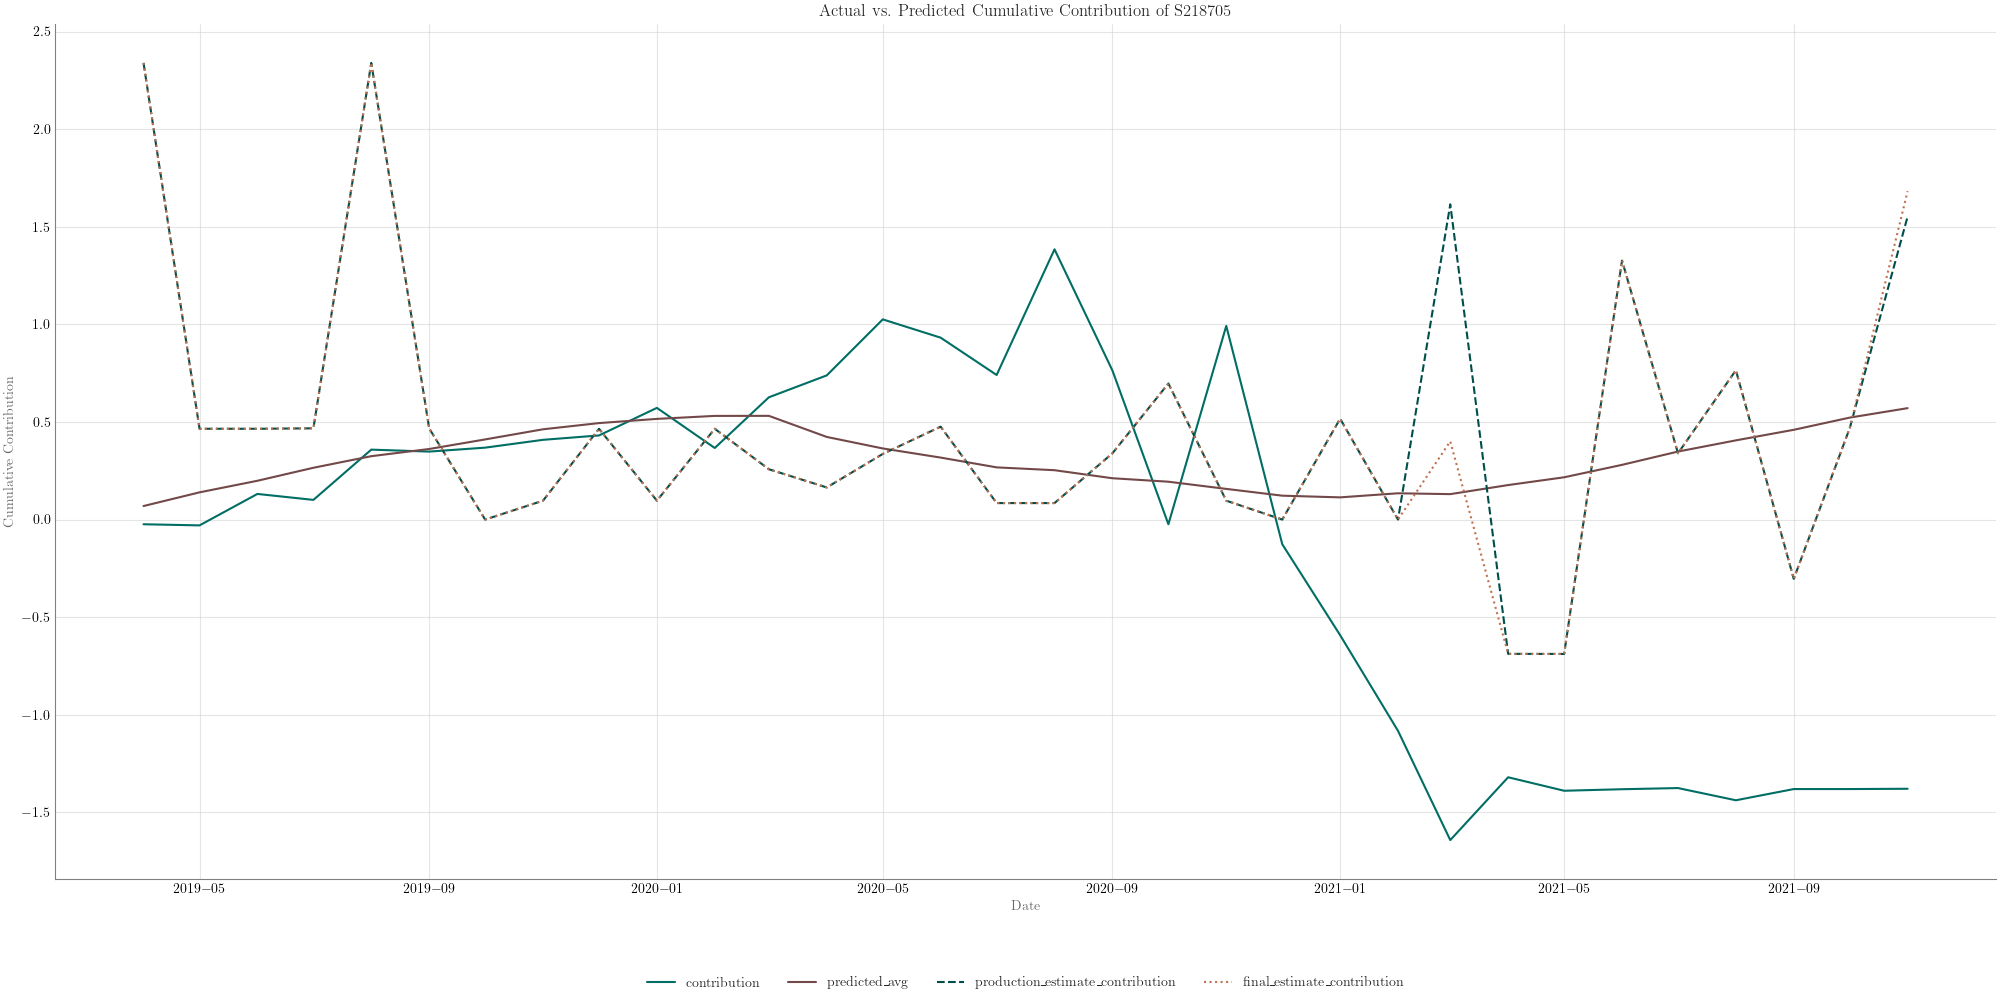 Actual vs. Predicted Cumulative Contribution of S218705
2.5
2.0
1.5
1.0
0.5
0.0
−0.5
−1.0
−1.5
Cumulative Contribution
2019−05 2019−09 2020−01 2020−05 2020−09 2021−01 2021−05 2021−09
Date
contribution predicted_avg production_estimate_contribution final_estimate_contribution